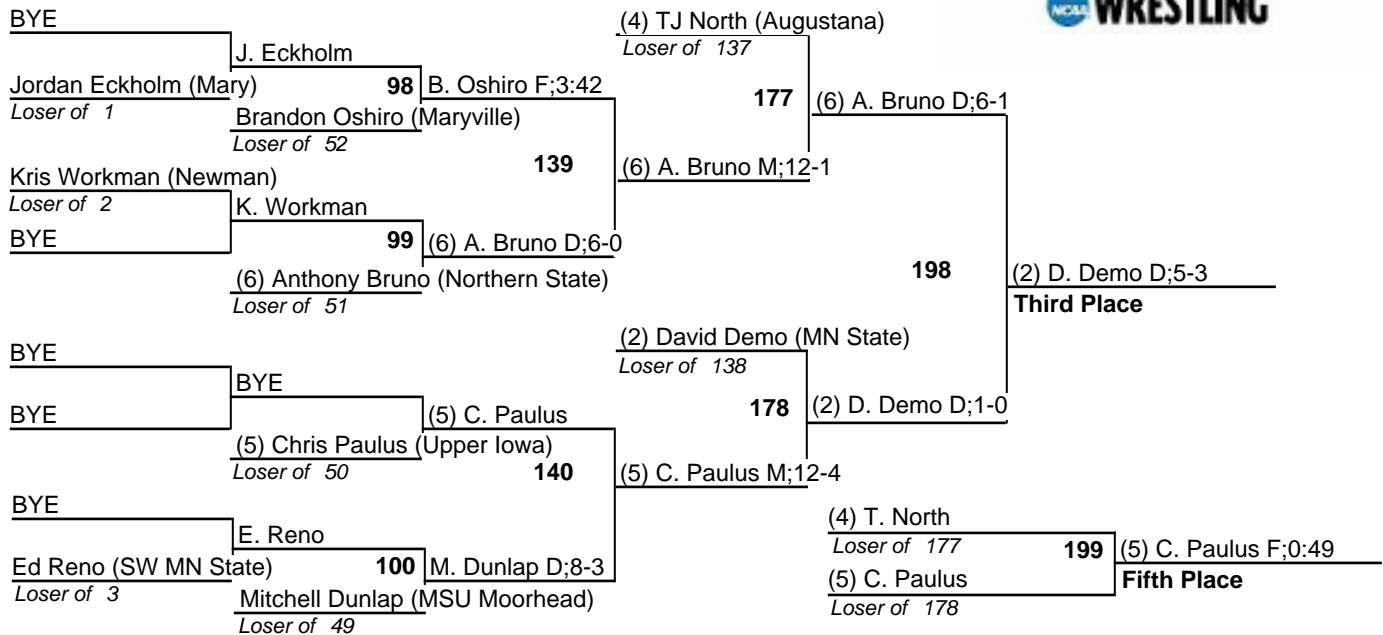 BYE
J. Eckholm
Jordan Eckholm (Mary)
Loser of 1
98
B. Oshiro F;3:42
Brandon Oshiro (Maryville)
Loser of 52
139
Kris Workman (Newman)
Loser of 2
K. Workman
BYE
99
(6) A. Bruno D;6-0
(6) Anthony Bruno (Northern State)
Loser of 51
BYE
BYE
BYE
(5) C. Paulus
(5) Chris Paulus (Upper Iowa)
Loser of 50
140
BYE
E. Reno
Ed Reno (SW MN State)
Loser of 3
100
M. Dunlap D;8-3
Mitchell Dunlap (MSU Moorhead)
Loser of 49
NCAA WRESTLING
(4) TJ North (Augustana)
Loser of 137
177
(6) A. Bruno D;6-1
(6) A. Bruno M;12-1
198
(2) D. Demo D;5-3
Third Place
(2) David Demo (MN State)
Loser of 138
178
(2) D. Demo D;1-0
(5) C. Paulus M;12-4
(4) T. North
Loser of 177
199
(5) C. Paulus F;0:49
Fifth Place
(5) C. Paulus
Loser of 178